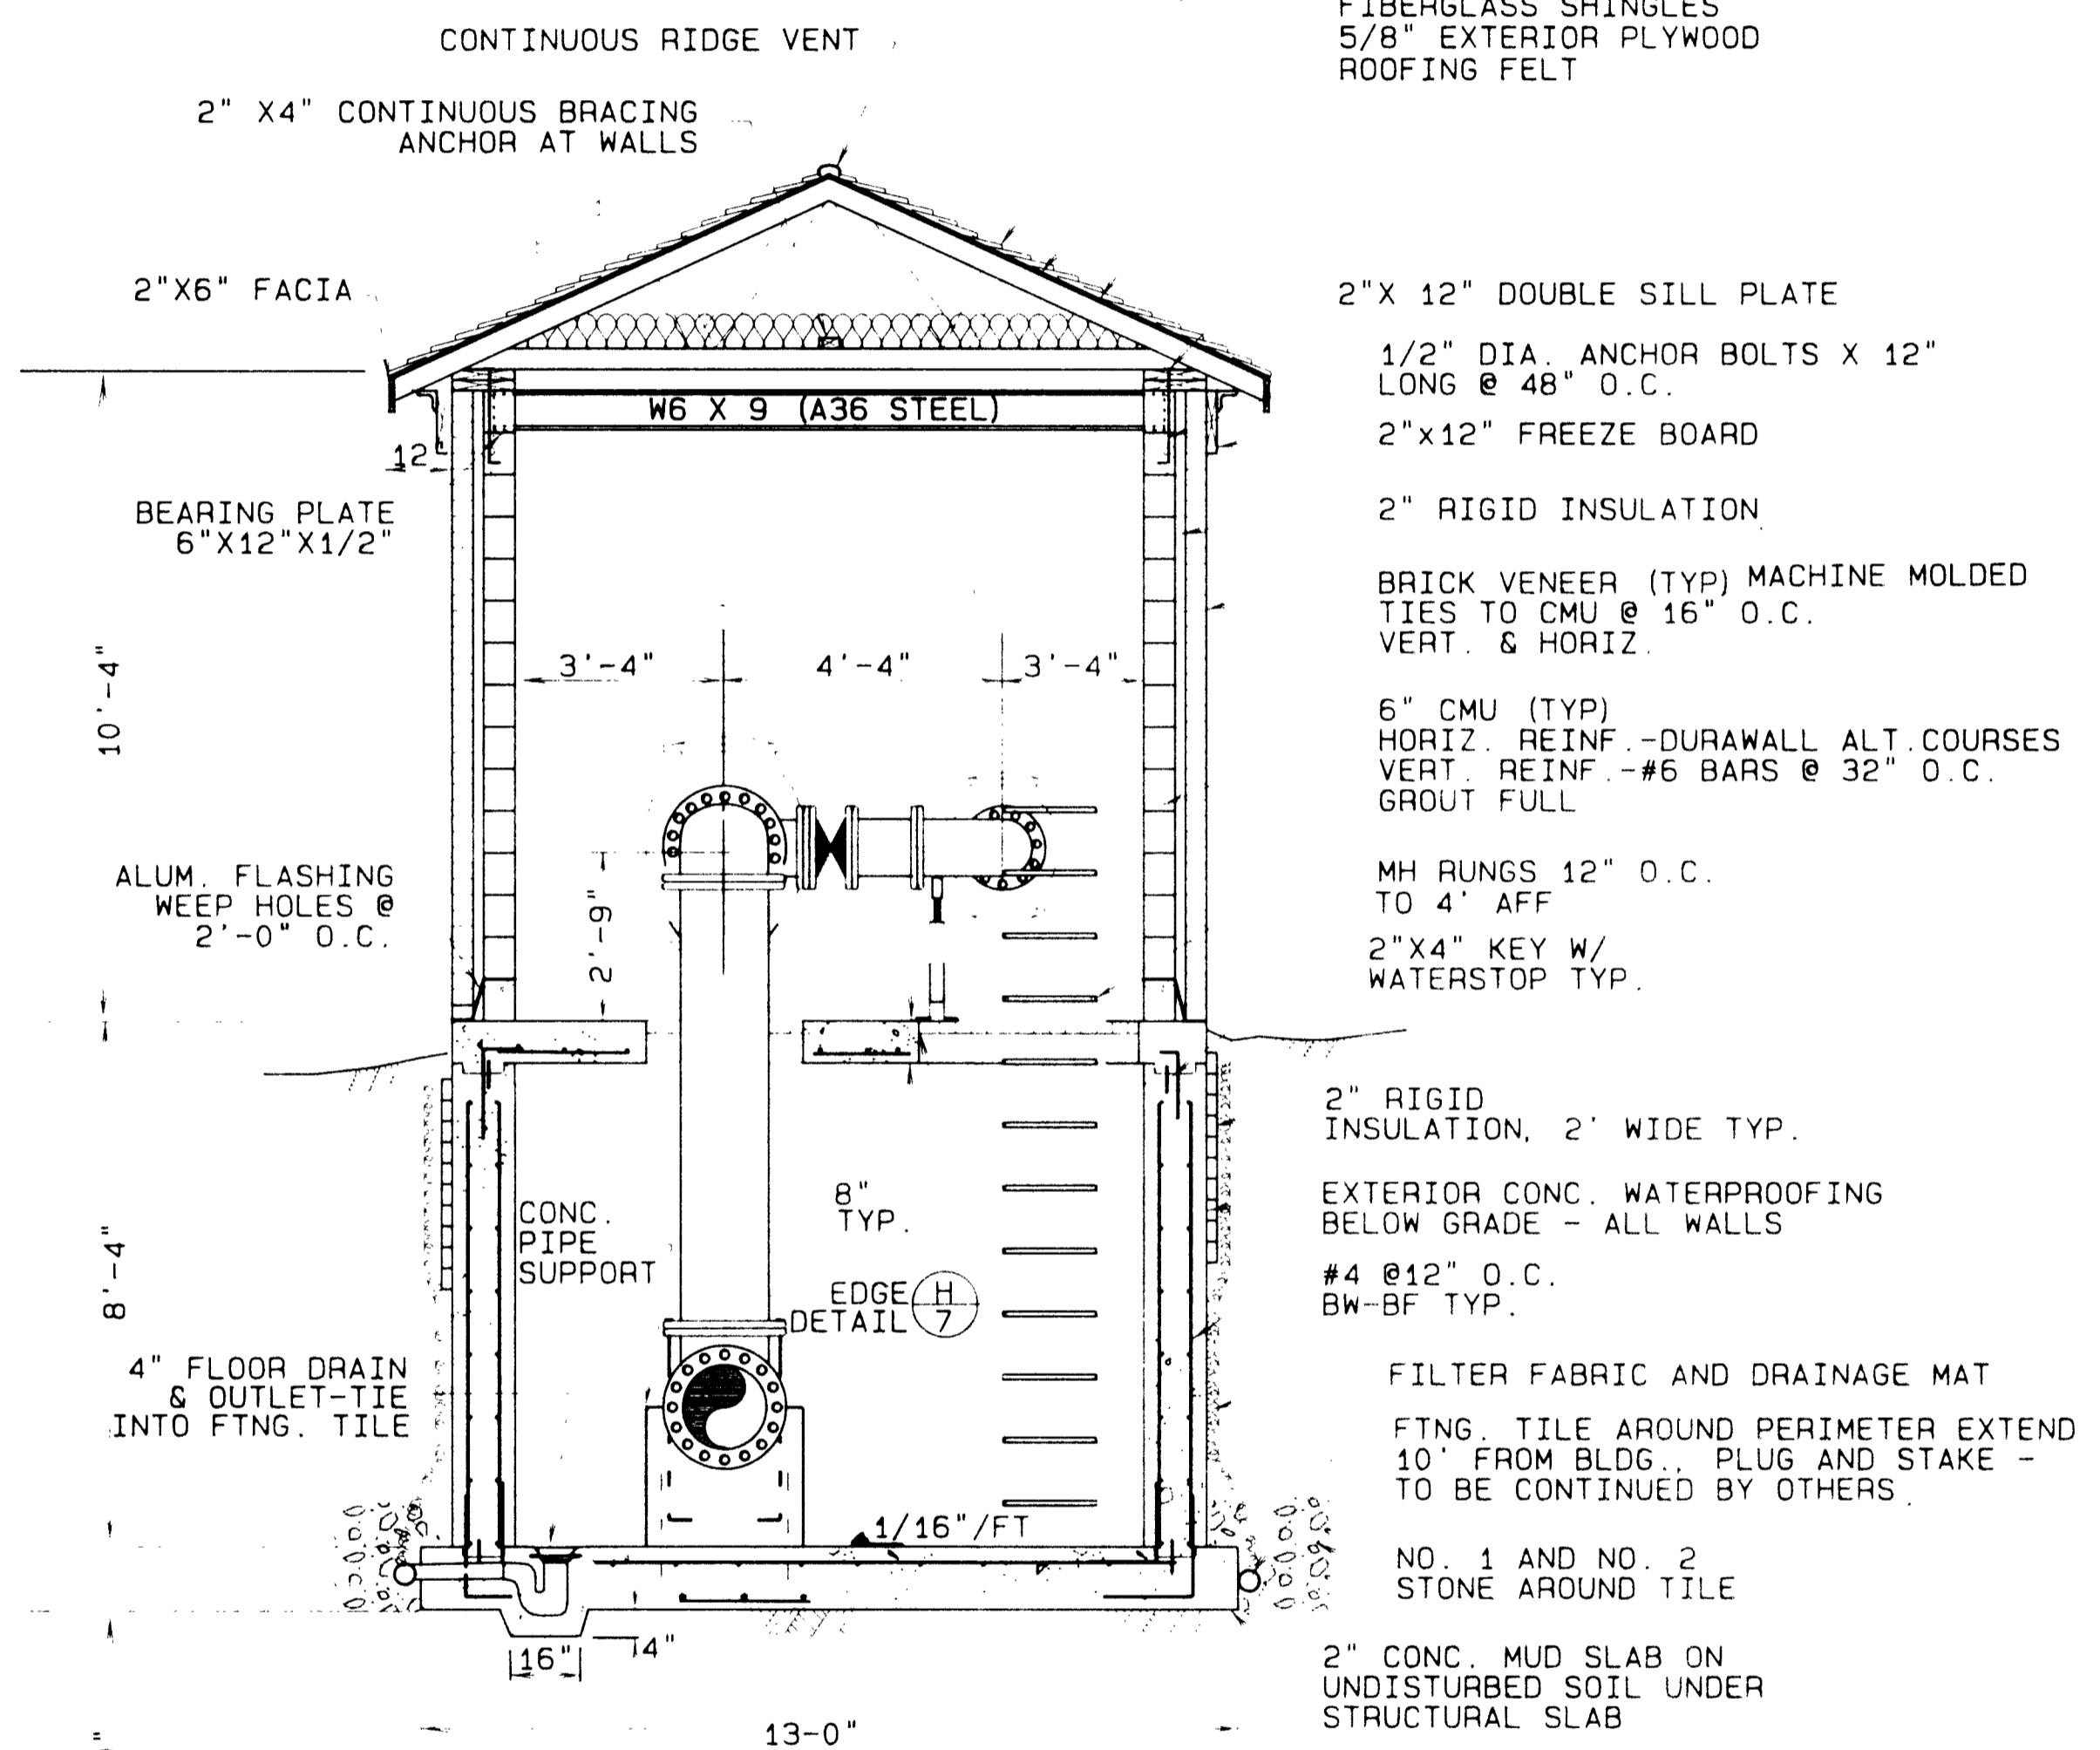 CONTINUOUS RIDGE VENT
2" X4" CONTINUOUS BRACING
ANCHOR AT WALLS
2"X6" FACIA
FIBERGLASS SHINGLES
5/8" EXTERIOR PLYWOOD
ROOFING FELT
2"X 12" DOUBLE SILL PLATE
1/2" DIA. ANCHOR BOLTS X 12"
LONG @ 48" O.C.
2"x12" FREEZE BOARD
2" RIGID INSULATION
BRICK VENEER (TYP) MACHINE MOLDED
TIES TO CMU @ 16" O.C.
VERT. & HORIZ.
6" CMU (TYP)
HORIZ. REINF.-DURAWALL ALT.COURSES
VERT. REINF.-#6 BARS @ 32" O.C.
GROUT FULL
MH RUNGS 12" O.C.
TO 4' AFF
2"X4" KEY W/
WATERSTOP TYP.
2" RIGID
INSULATION, 2' WIDE TYP.
EXTERIOR CONC. WATERPROOFING
BELOW GRADE - ALL WALLS
#4 @12" O.C.
BW-BF TYP.
FILTER FABRIC AND DRAINAGE MAT
FTNG. TILE AROUND PERIMETER EXTEND
10' FROM BLDG., PLUG AND STAKE -
TO BE CONTINUED BY OTHERS.
NO. 1 AND NO. 2
STONE AROUND TILE
2" CONC. MUD SLAB ON
UNDISTURBED SOIL UNDER
STRUCTURAL SLAB
W6 X 9 (A36 STEEL)
12"
BEARING PLATE
6"X12"X1/2"
10'-4"
3'-4"
4'-4"
3'-4"
2'-9"
ALUM. FLASHING
WEEP HOLES @
2'-0" O.C.
8'-4"
CONC.
PIPE
SUPPORT
8"
TYP.
EDGE
DETAIL
H
7
4" FLOOR DRAIN
& OUTLET-TIE
INTO FTNG. TILE
1/16"/FT
16"
4"
13-0"